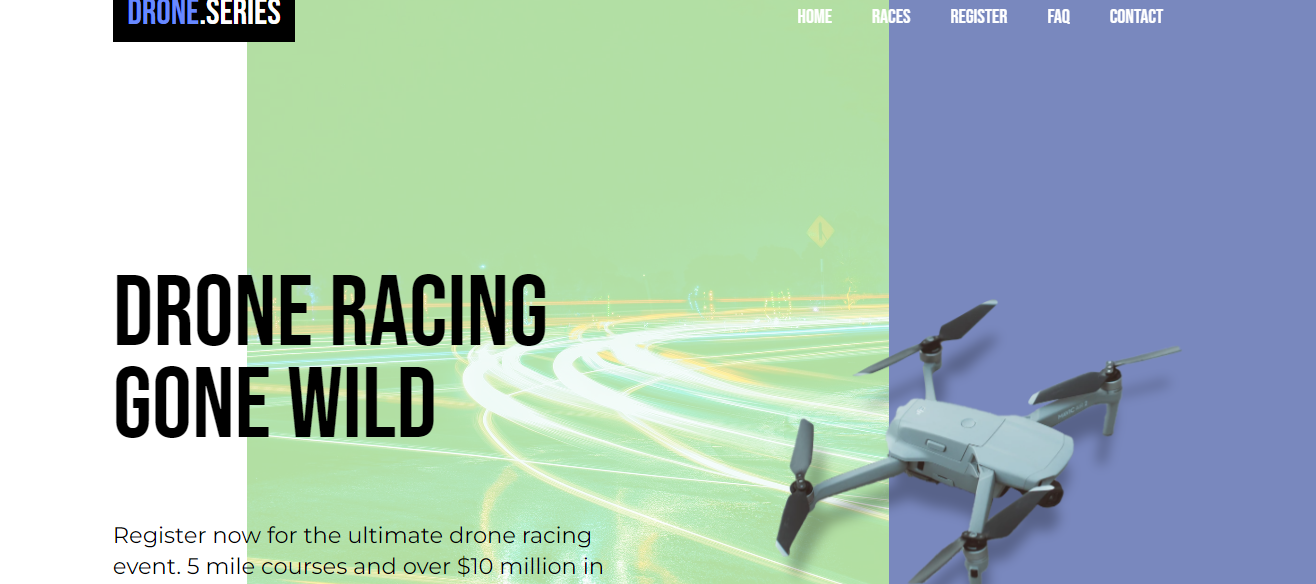 DRONE.SERIES
HOME RACES REGISTER FAQ CONTACT
DRONE RACING
GONE WILD
Register now for the ultimate drone racing
event. 5 mile courses and over $10 million in